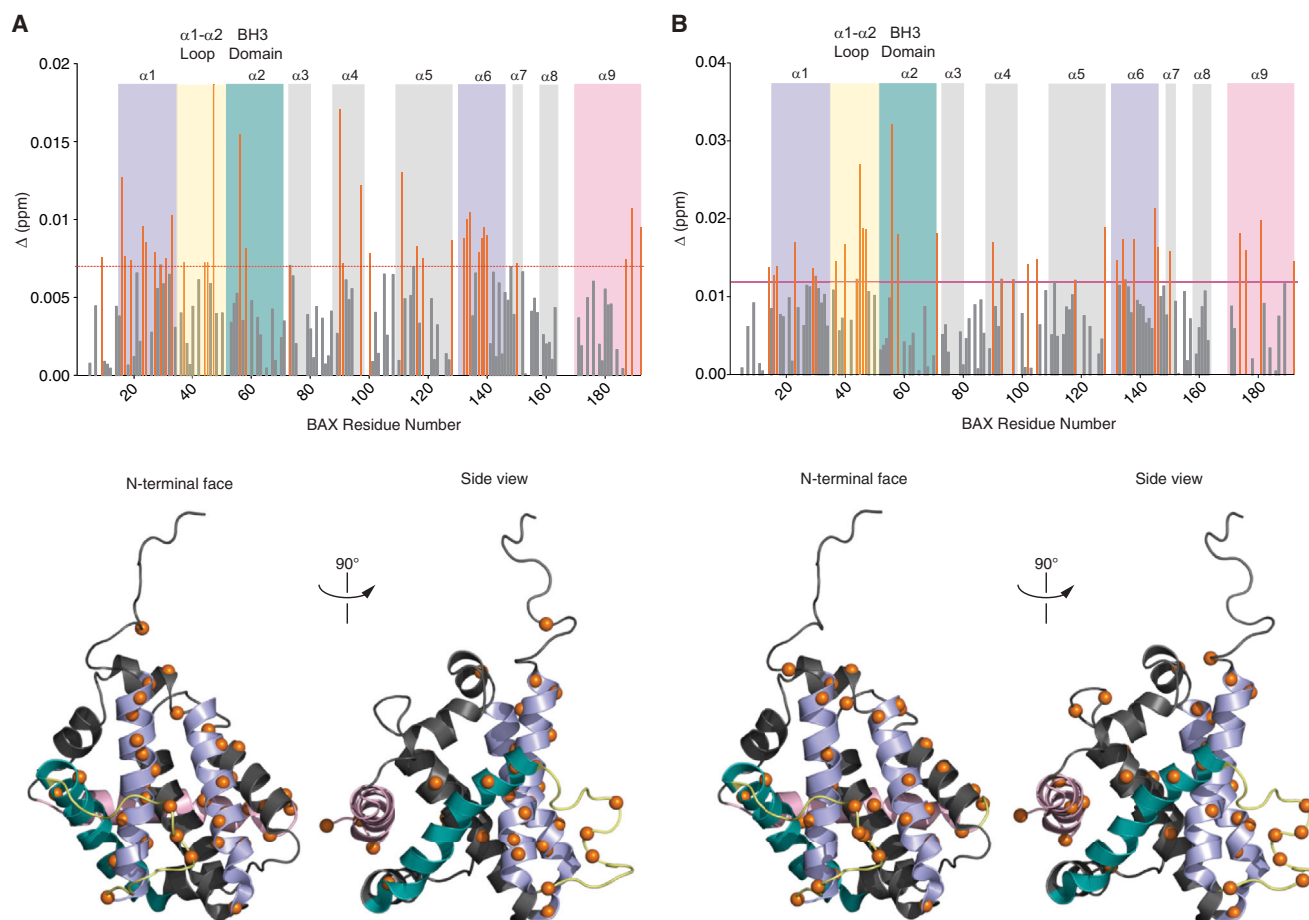 A
α1-α2 Loop
BH3 Domain
α1
α2
α3
α4
α5
α6
α7
α8
α9
0.02
0.015
0.01
0.005
0.00
Δ (ppm)
20
40
60
80
100
120
140
160
180
BAX Residue Number
N-terminal face
Side view
90°
B
α1-α2 Loop
BH3 Domain
α1
α2
α3
α4
α5
α6
α7
α8
α9
0.04
0.03
0.02
0.01
0.00
Δ (ppm)
20
40
60
80
100
120
140
160
180
BAX Residue Number
N-terminal face
Side view
90°